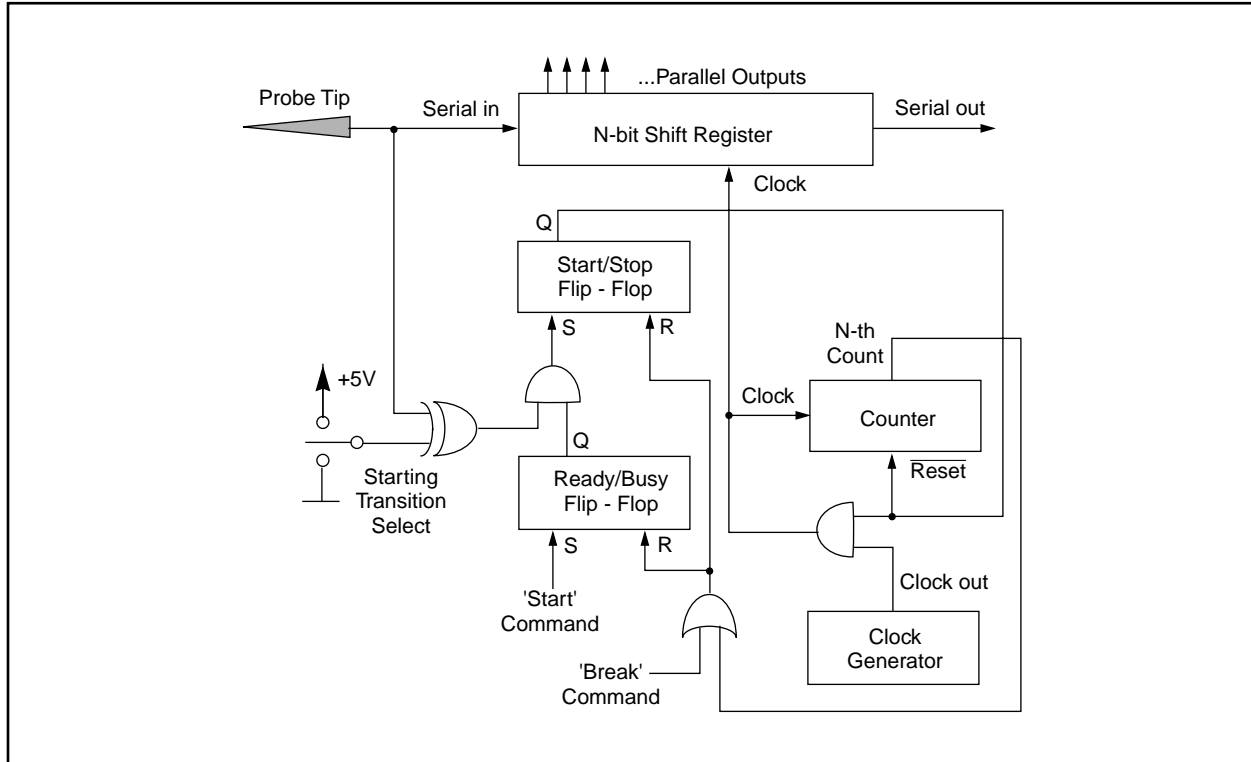 ...Parallel Outputs
Probe Tip
Serial in
Serial out
N-bit Shift Register
Clock
Q
Start/Stop
Flip - Flop
S
R
N-th
Count
+5V
Clock
Counter
Q
Reset
Starting
Transition
Select
Ready/Busy
Flip - Flop
S
R
Clock out
'Start'
Command
Clock
Generator
'Break'
Command